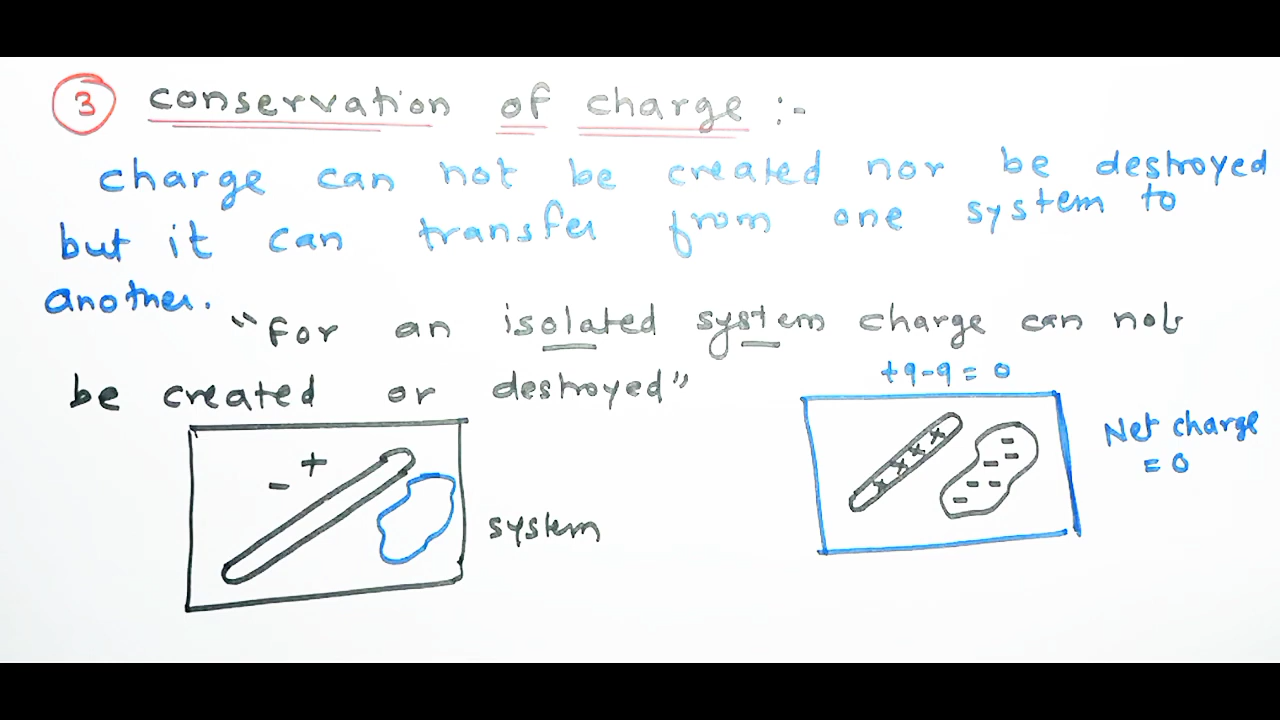 3 conservation of charge :-
charge can not be created nor be destroyed
but it can transfer from one system to
another.
"For an isolated system charge can not
be created or destroyed"
+q-q = 0
Net charge
= 0
+
-
system